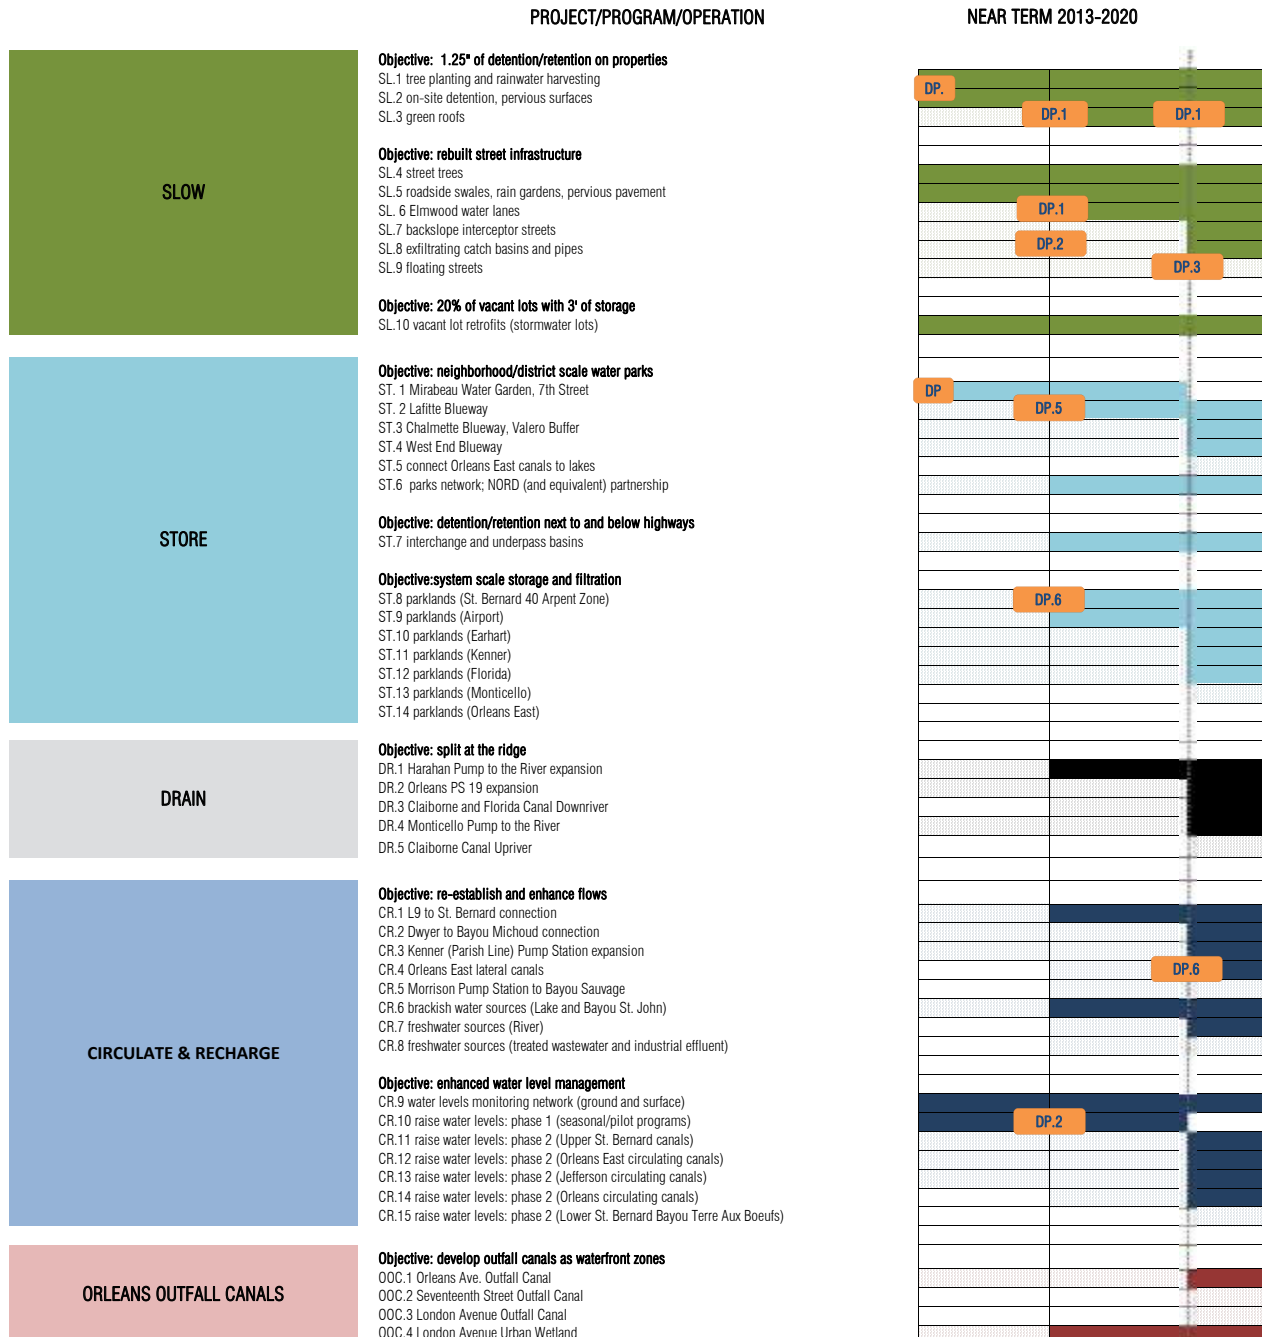 PROJECT/PROGRAM/OPERATION
NEAR TERM 2013-2020
SLOW
Objective: 1.25" of detention/retention on properties
SL.1 tree planting and rainwater harvesting
SL.2 on-site detention, pervious surfaces
SL.3 green roofs
DP.
DP.1
DP.1
Objective: rebuilt street infrastructure
SL.4 street trees
SL.5 roadside swales, rain gardens, pervious pavement
SL. 6 Elmwood water lanes
SL.7 backslope interceptor streets
SL.8 exfiltrating catch basins and pipes
SL.9 floating streets
DP.1
DP.2
DP.3
Objective: 20% of vacant lots with 3' of storage
SL.10 vacant lot retrofits (stormwater lots)
STORE
Objective: neighborhood/district scale water parks
ST. 1 Mirabeau Water Garden, 7th Street
ST. 2 Lafitte Blueway
ST.3 Chalmette Blueway, Valero Buffer
ST.4 West End Blueway
ST.5 connect Orleans East canals to lakes
ST.6 parks network; NORD (and equivalent) partnership
DP
DP.5
Objective: detention/retention next to and below highways
ST.7 interchange and underpass basins
Objective:system scale storage and filtration
ST.8 parklands (St. Bernard 40 Arpent Zone)
ST.9 parklands (Airport)
ST.10 parklands (Earhart)
ST.11 parklands (Kenner)
ST.12 parklands (Florida)
ST.13 parklands (Monticello)
ST.14 parklands (Orleans East)
DP.6
DRAIN
Objective: split at the ridge
DR.1 Harahan Pump to the River expansion
DR.2 Orleans PS 19 expansion
DR.3 Claiborne and Florida Canal Downriver
DR.4 Monticello Pump to the River
DR.5 Claiborne Canal Upriver
CIRCULATE & RECHARGE
Objective: re-establish and enhance flows
CR.1 L9 to St. Bernard connection
CR.2 Dwyer to Bayou Michoud connection
CR.3 Kenner (Parish Line) Pump Station expansion
CR.4 Orleans East lateral canals
CR.5 Morrison Pump Station to Bayou Sauvage
CR.6 brackish water sources (Lake and Bayou St. John)
CR.7 freshwater sources (River)
CR.8 freshwater sources (treated wastewater and industrial effluent)
DP.6
Objective: enhanced water level management
CR.9 water levels monitoring network (ground and surface)
CR.10 raise water levels: phase 1 (seasonal/pilot programs)
CR.11 raise water levels: phase 2 (Upper St. Bernard canals)
CR.12 raise water levels: phase 2 (Orleans East circulating canals)
CR.13 raise water levels: phase 2 (Jefferson circulating canals)
CR.14 raise water levels: phase 2 (Orleans circulating canals)
CR.15 raise water levels: phase 2 (Lower St. Bernard Bayou Terre Aux Boeufs)
DP.2
ORLEANS OUTFALL CANALS
Objective: develop outfall canals as waterfront zones
OOC.1 Orleans Ave. Outfall Canal
OOC.2 Seventeenth Street Outfall Canal
OOC.3 London Avenue Outfall Canal
OOC.4 London Avenue Urban Wetland